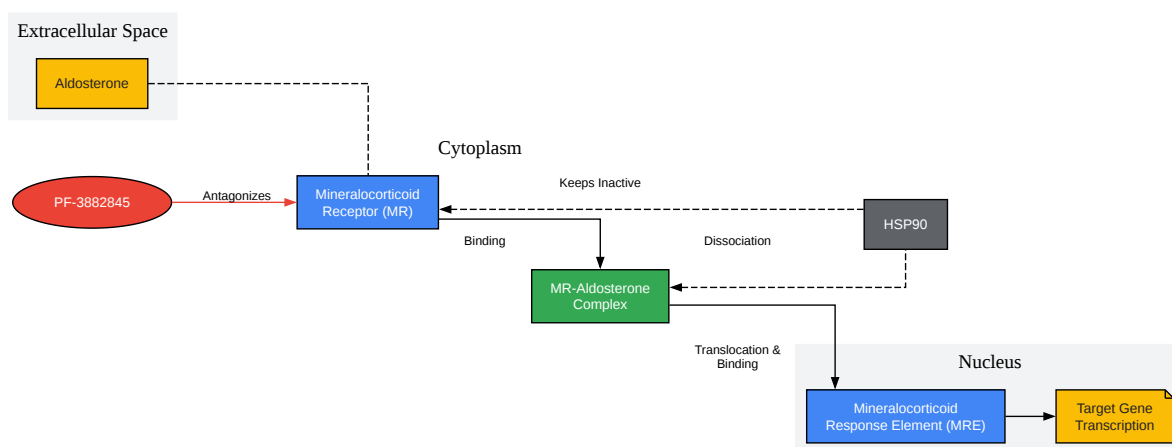 Extracellular Space
Aldosterone
Cytoplasm
PF-3882845
Antagonizes
Mineralocorticoid
Receptor (MR)
Keeps Inactive
HSP90
Binding
Dissociation
MR-Aldosterone
Complex
Translocation &
Binding
Nucleus
Mineralocorticoid
Response Element (MRE)
Target Gene
Transcription